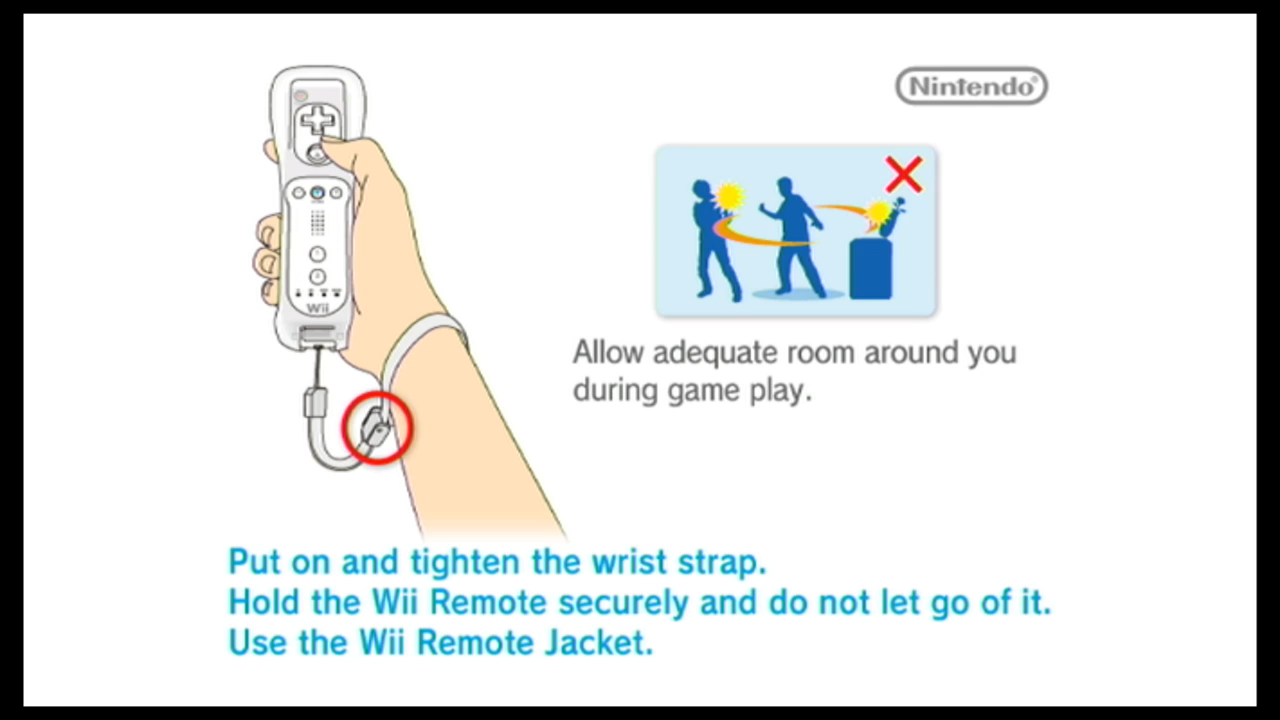 Nintendo®
Wii
Allow adequate room around you
during game play.
Put on and tighten the wrist strap.
Hold the Wii Remote securely and do not let go of it.
Use the Wii Remote Jacket.